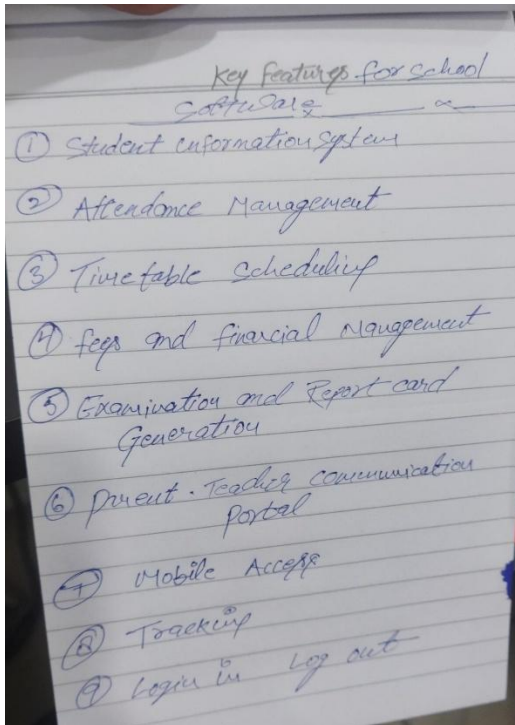 Key Features for School
Software
① Student Information System
② Attendance Management
③ Timetable Scheduling
④ fees and financial Management
⑤ Examination and Report card
Generation
⑥ Parent - Teacher communication
Portal
⑦ Mobile Access
⑧ Tracking
⑨ Login in Log out